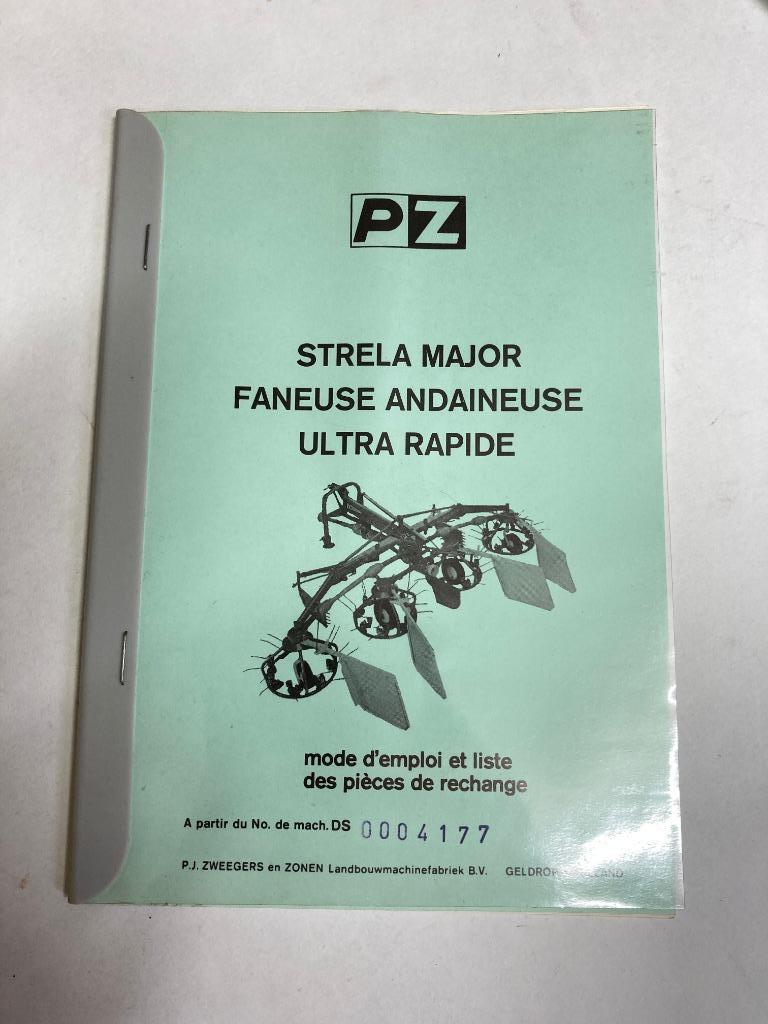 PZ
STRELA MAJOR
FANEUSE ANDAINEUSE
ULTRA RAPIDE
mode d'emploi et liste
des pièces de rechange
A partir du No. de mach. DS 0004177
P.J. ZWEEGERS en ZONEN Landbouwmachinefabriek B.V.